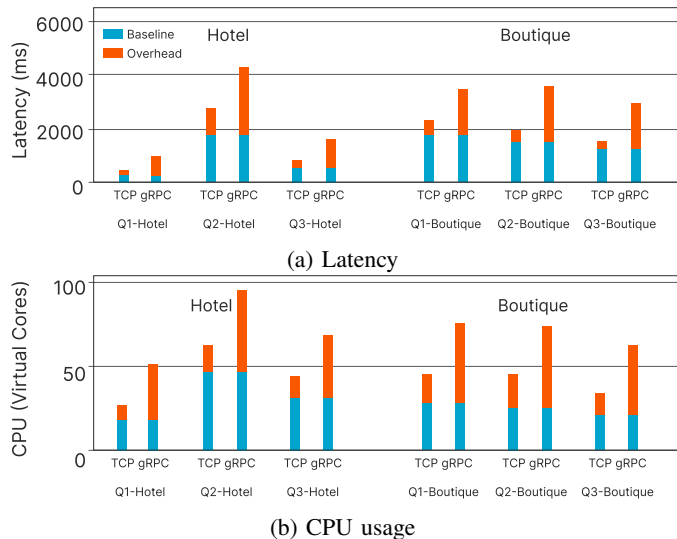 6000
Hotel
Boutique
Baseline
Overhead
Latency (ms)
4000
2000
0
TCP gRPC TCP gRPC TCP gRPC TCP gRPC TCP gRPC TCP gRPC
Q1-Hotel Q2-Hotel Q3-Hotel Q1-Boutique Q2-Boutique Q3-Boutique
(a) Latency
100
Hotel
Boutique
CPU (Virtual Cores)
50
0
TCP gRPC TCP gRPC TCP gRPC TCP gRPC TCP gRPC TCP gRPC
Q1-Hotel Q2-Hotel Q3-Hotel Q1-Boutique Q2-Boutique Q3-Boutique
(b) CPU usage